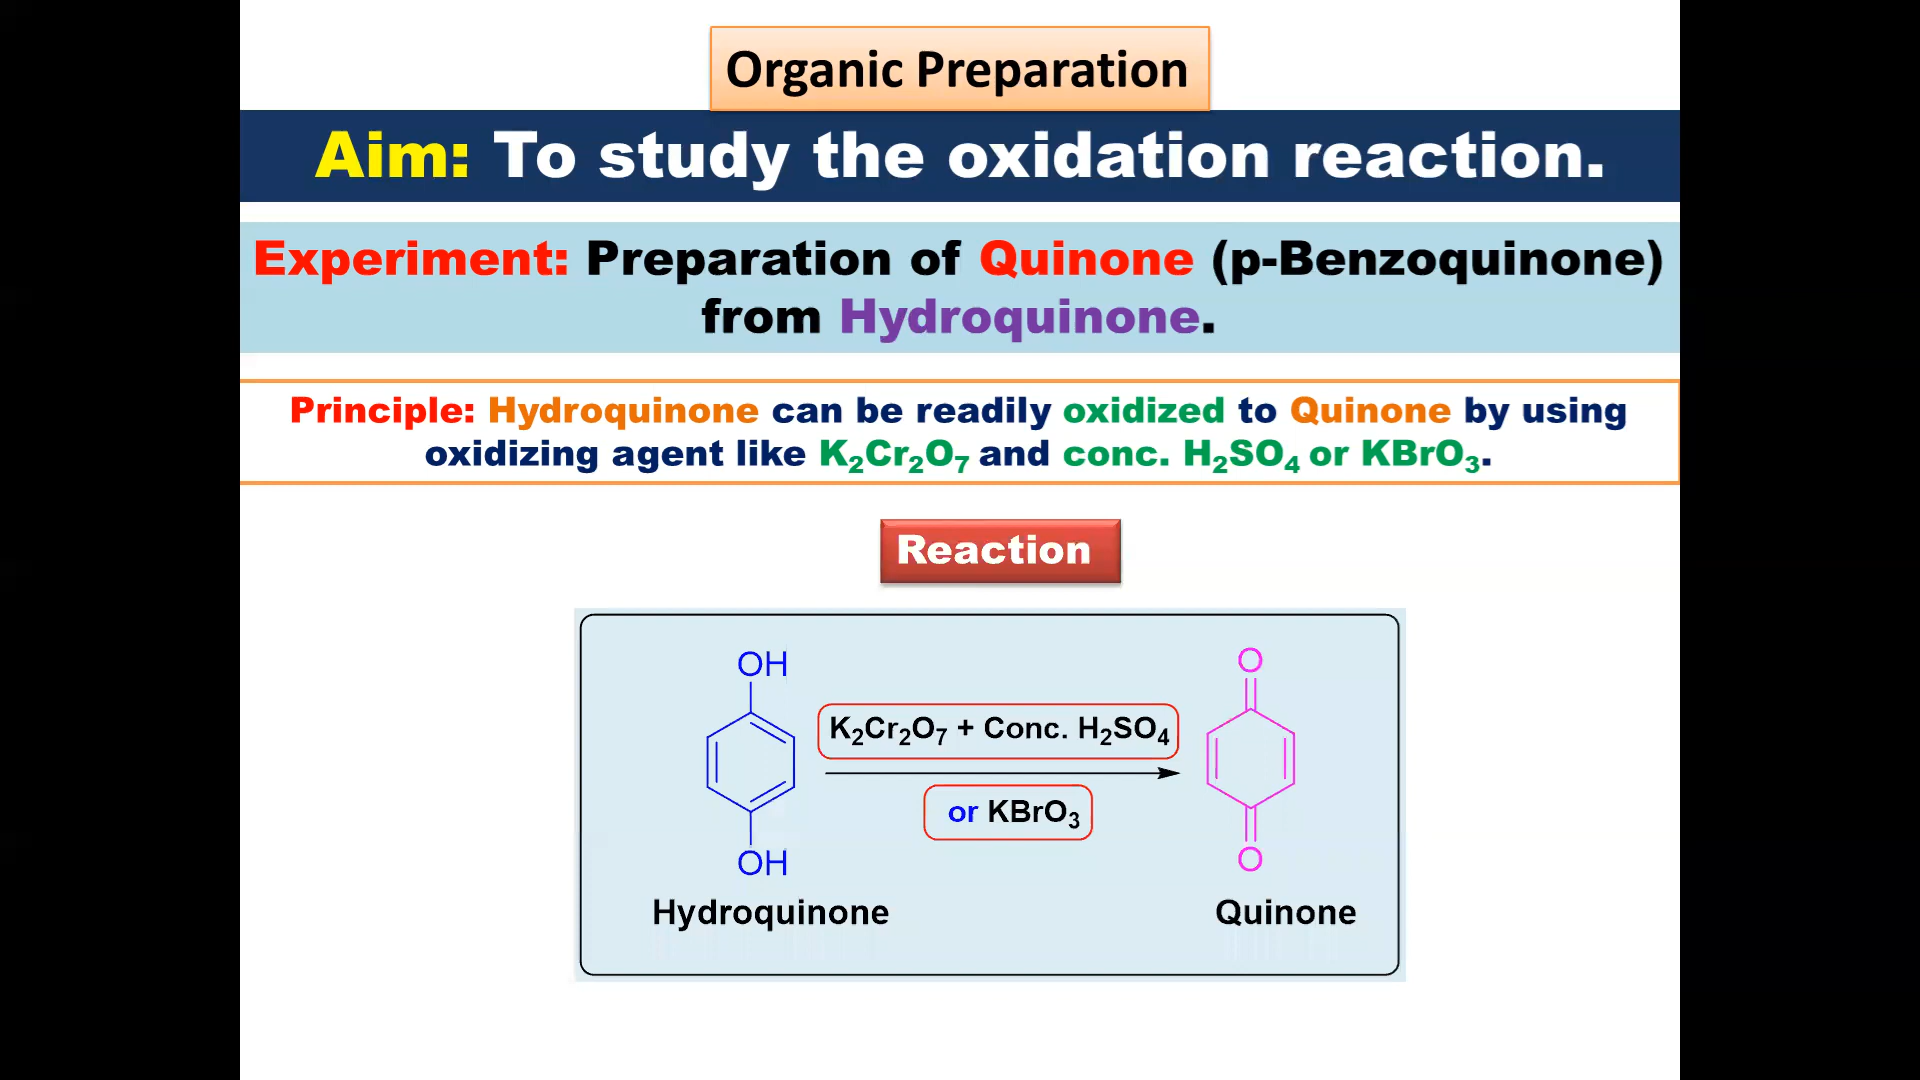 Organic Preparation
Aim: To study the oxidation reaction.
Experiment: Preparation of Quinone (p-Benzoquinone)
from Hydroquinone.
Principle: Hydroquinone can be readily oxidized to Quinone by using
oxidizing agent like K₂Cr₂O₇ and conc. H₂SO₄ or KBrO₃.
Reaction
OH
OH
Hydroquinone
K₂Cr₂O₇ + Conc. H₂SO₄
or KBrO₃
O
O
Quinone